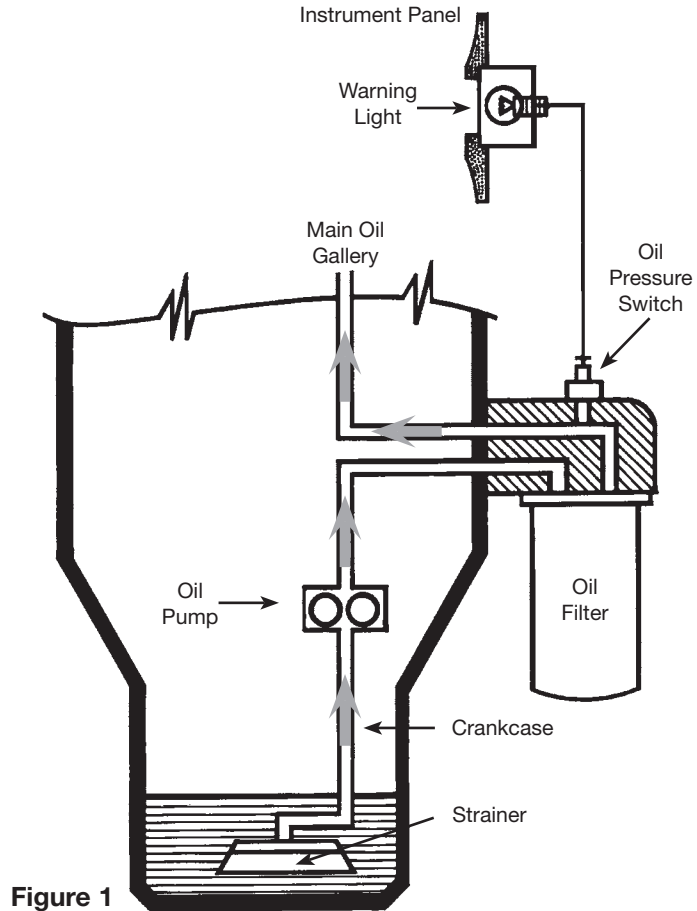 Instrument Panel
Warning
Light
Main Oil
Gallery
Oil
Pressure
Switch
Oil
Pump
Oil
Filter
Crankcase
Strainer
Figure 1